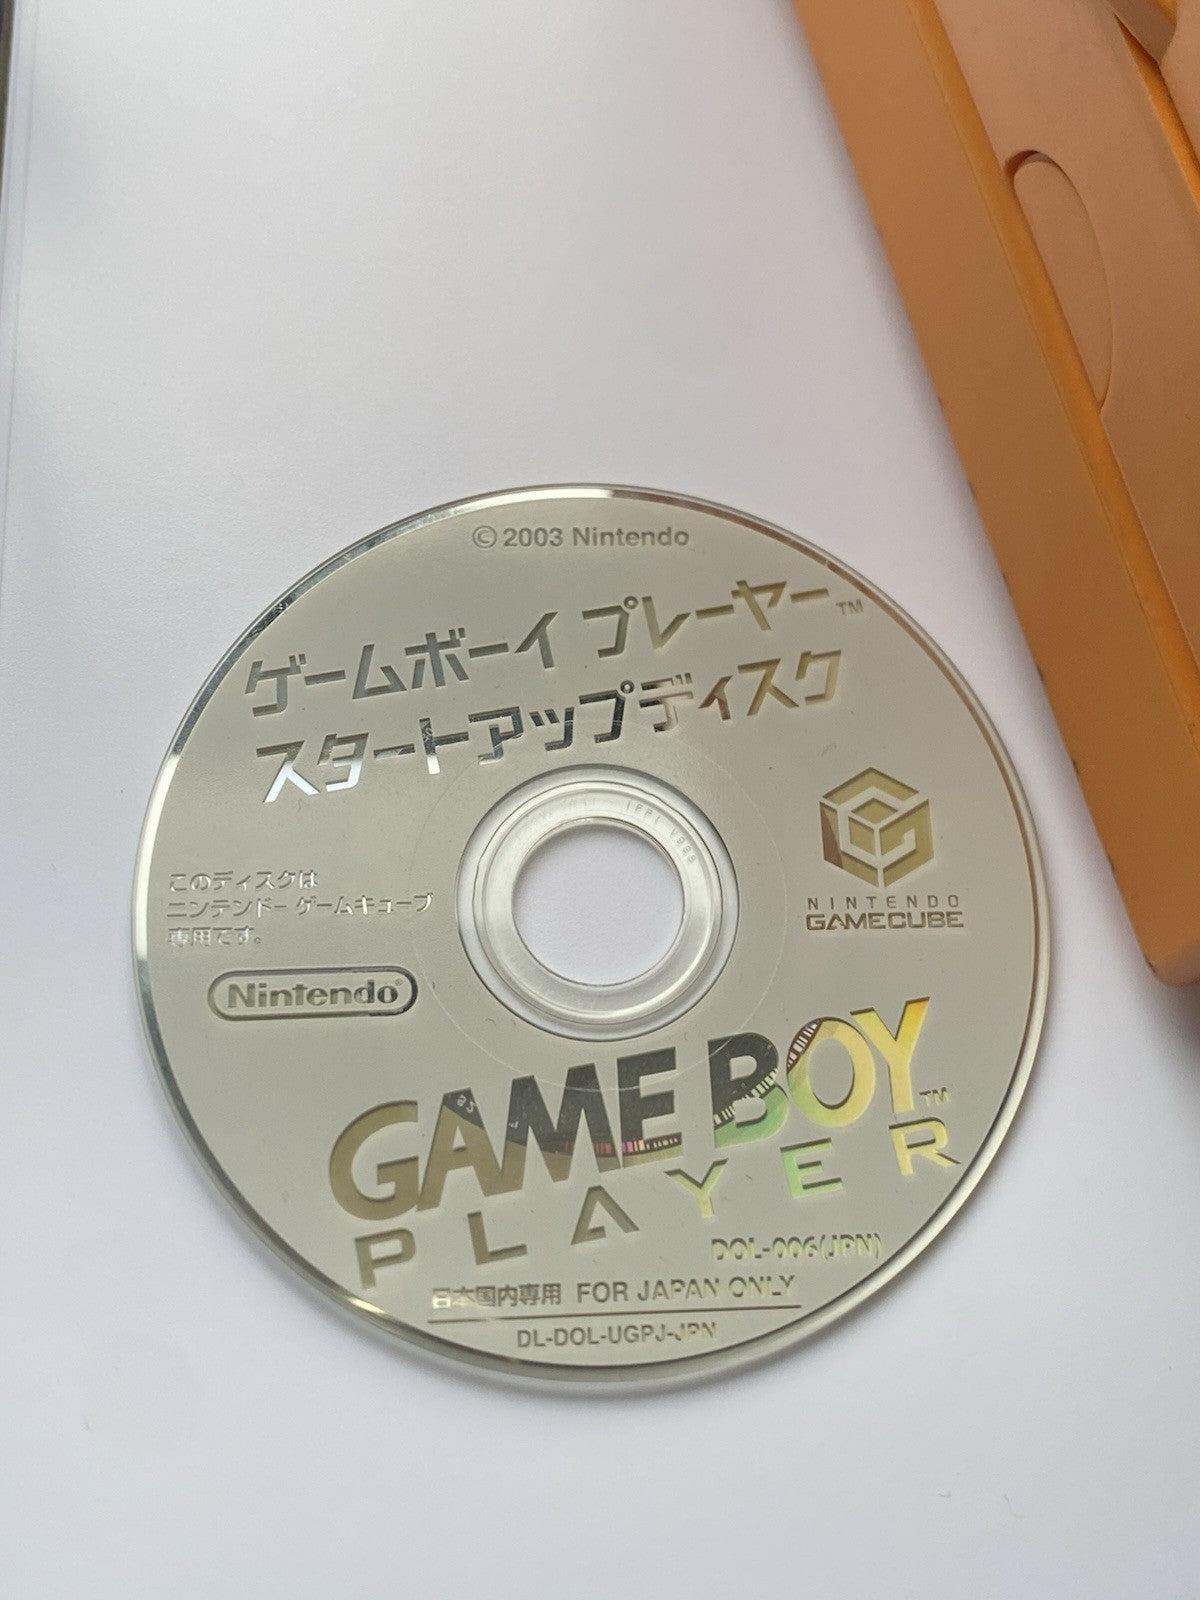 © 2003 Nintendo
ゲームボーイ プレーヤー™
スタートアップディスク
このディスクは
ニンテンドー ゲームキューブ
専用です。
Nintendo®
NINTENDO
GAMECUBE
GAME BOY
PLAYER™
DOL-006(JPN)
日本国内専用 FOR JAPAN ONLY
DL-DOL-UGPJ-JPN
IFPI